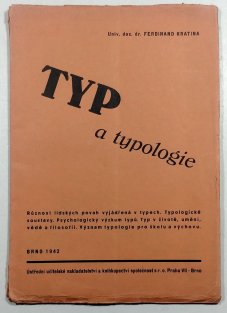 Univ. doc. dr. FERDINAND KRATINA
TYP
a typologie
Různost lidských povah vyjádřená v typech. Typologické
soustavy. Psychologický výzkum typů. Typ v životě, umění,
vědě a filosofii. Význam typologie pro školu a výchovu.
BRNO 1942
Ústřední učitelské nakladatelství a knihkupectví společnost s r. o. Praha VII - Brno